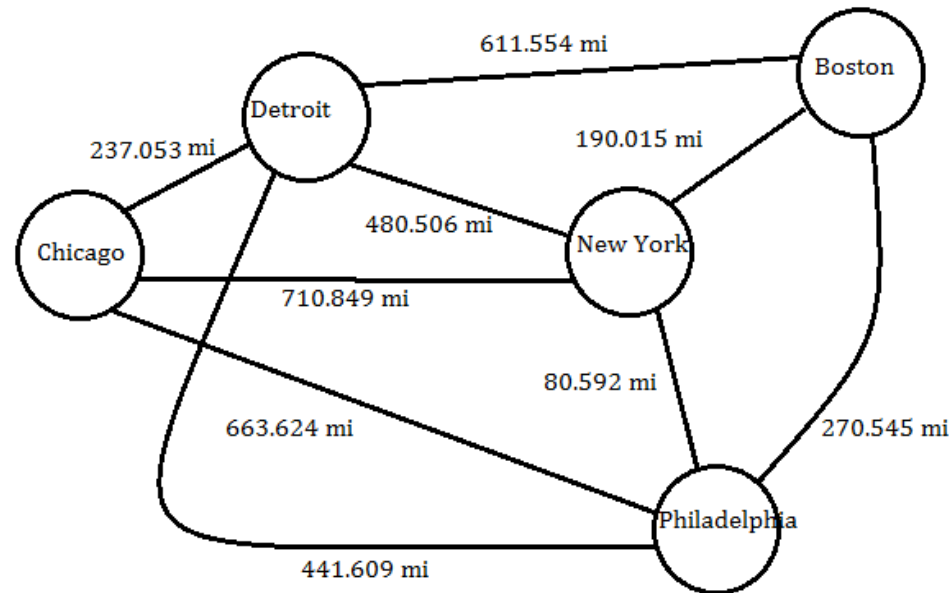 611.554 mi
Boston
Detroit
237.053 mi
190.015 mi
480.506 mi
Chicago
New York
710.849 mi
80.592 mi
663.624 mi
270.545 mi
Philadelphia
441.609 mi